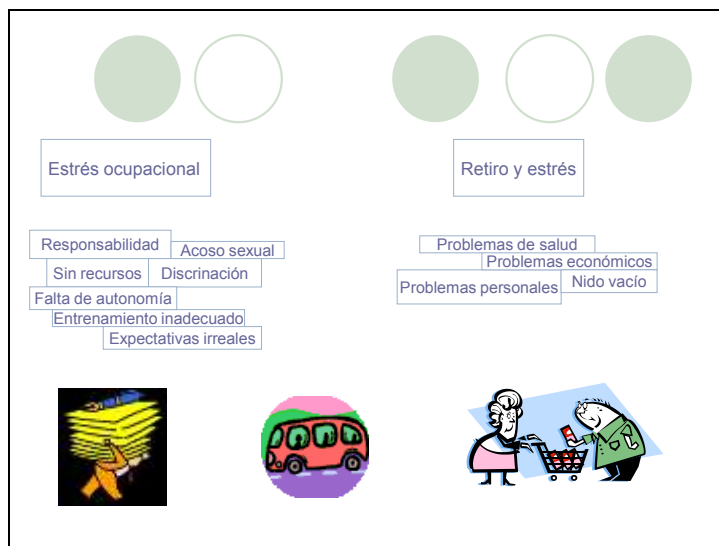 Estrés ocupacional
Responsabilidad
Acoso sexual
Sin recursos
Discrinación
Falta de autonomía
Entrenamiento inadecuado
Expectativas irreales
Retiro y estrés
Problemas de salud
Problemas económicos
Problemas personales
Nido vacío